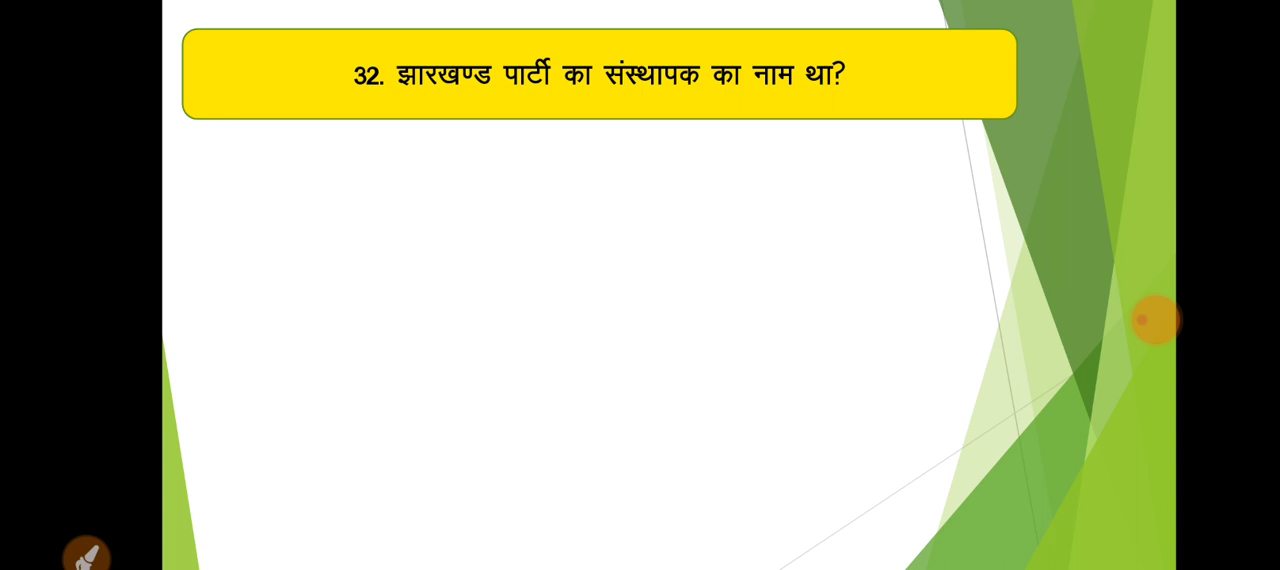 32. झारखण्ड पार्टी का संस्थापक का नाम था?